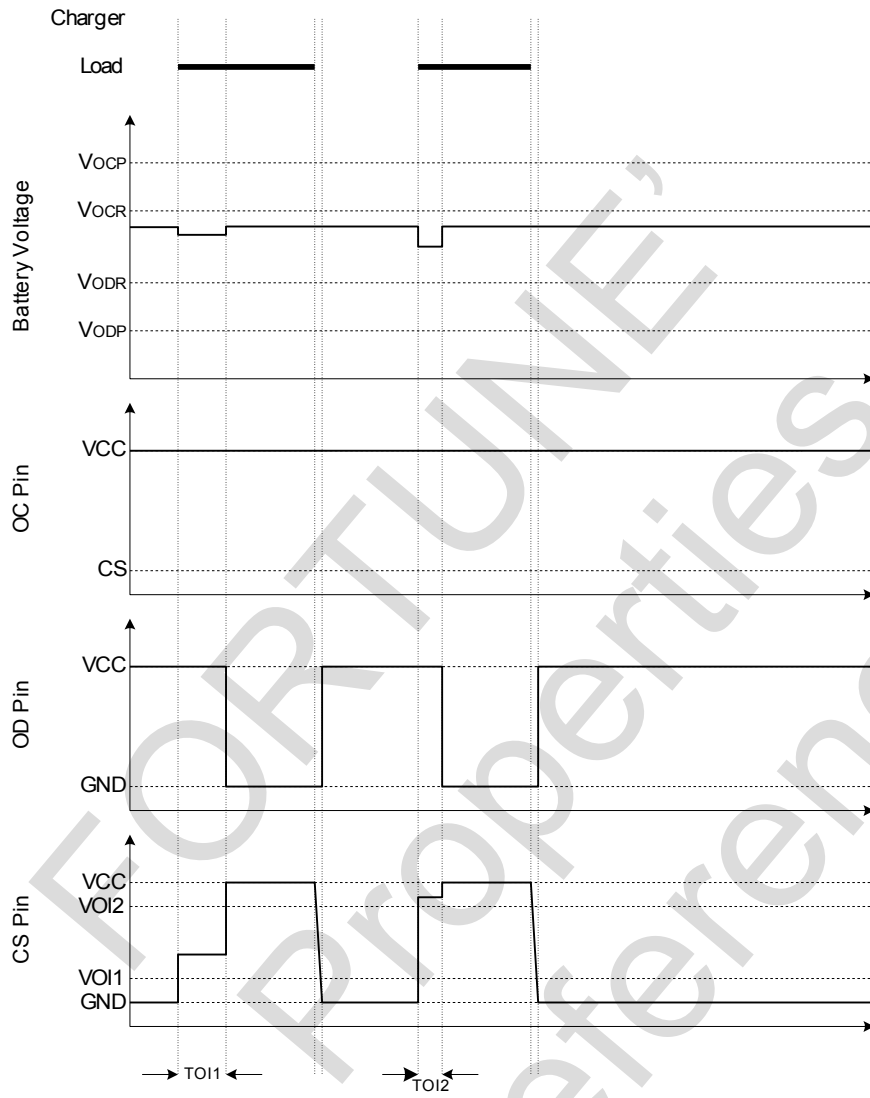 Charger
Load
Battery Voltage
VOCP
VOCR
VODR
VODP
OC Pin
VCC
CS
OD Pin
VCC
GND
CS Pin
VCC
VOI2
VOI1
GND
TOI1
TOI2
FORTUNE'
Properties